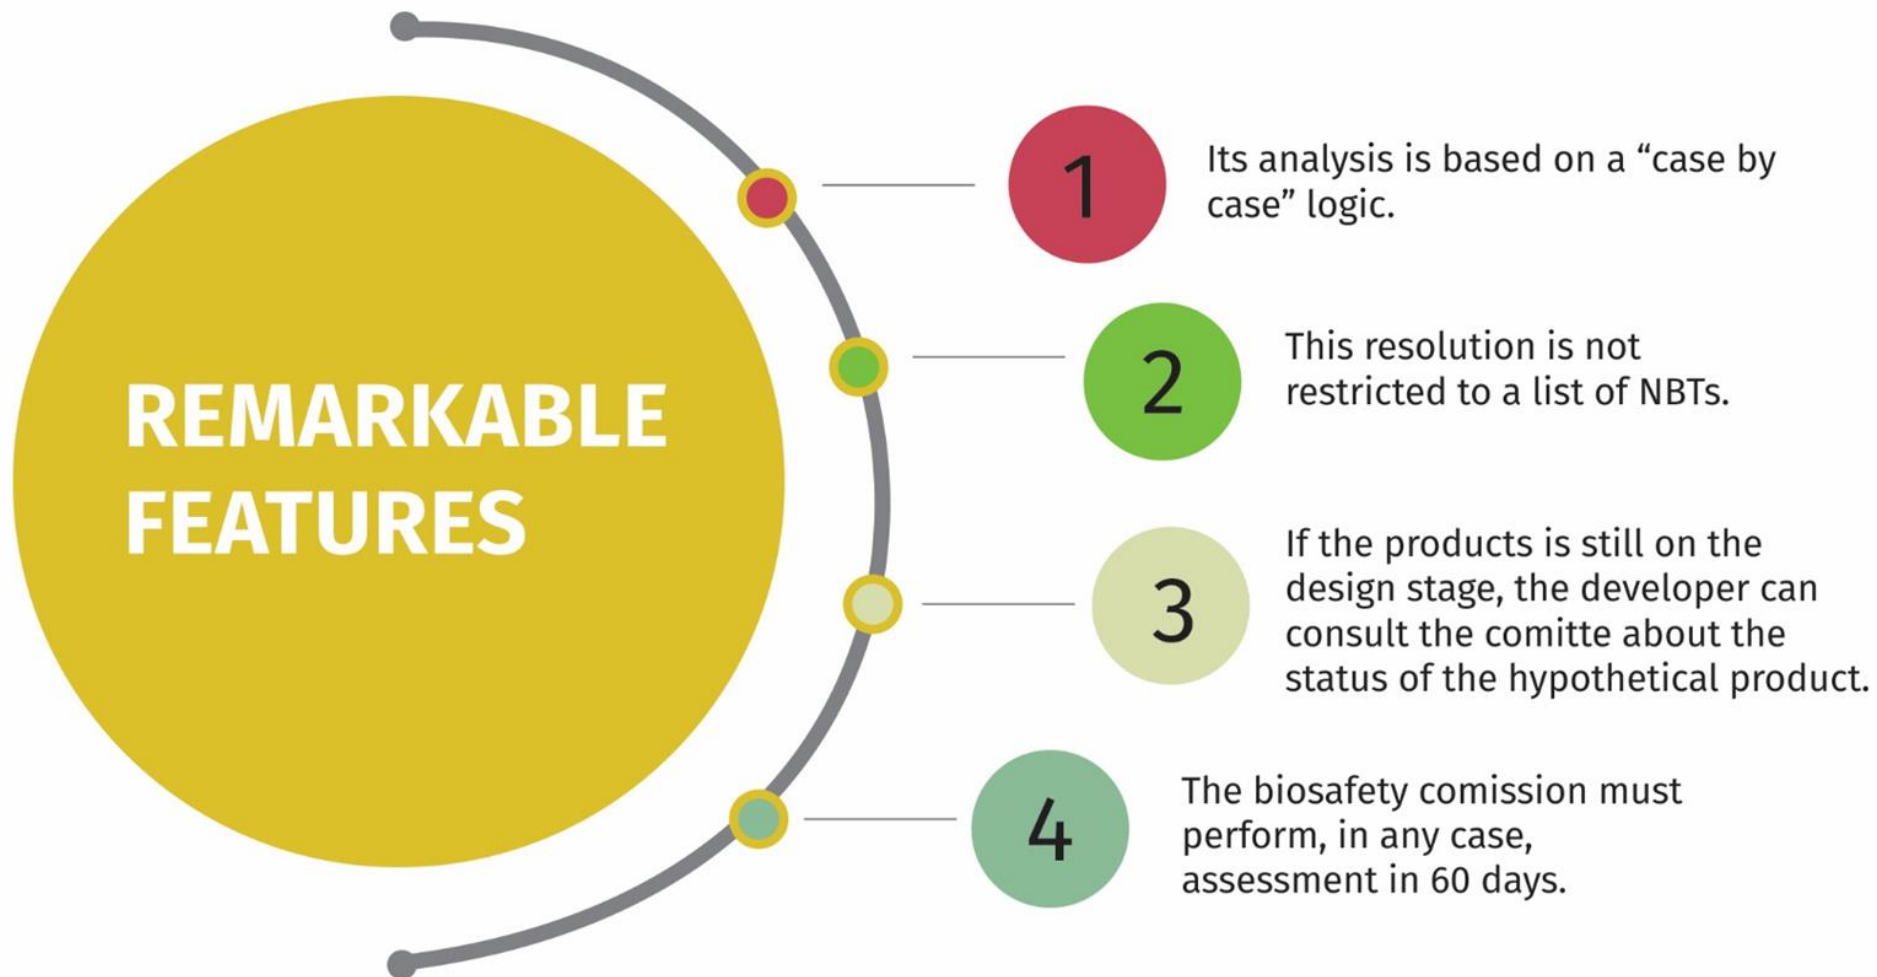 REMARKABLE
FEATURES
1
Its analysis is based on a “case by
case” logic.
2
This resolution is not
restricted to a list of NBTs.
3
If the products is still on the
design stage, the developer can
consult the comitte about the
status of the hypothetical product.
4
The biosafety comission must
perform, in any case,
assessment in 60 days.